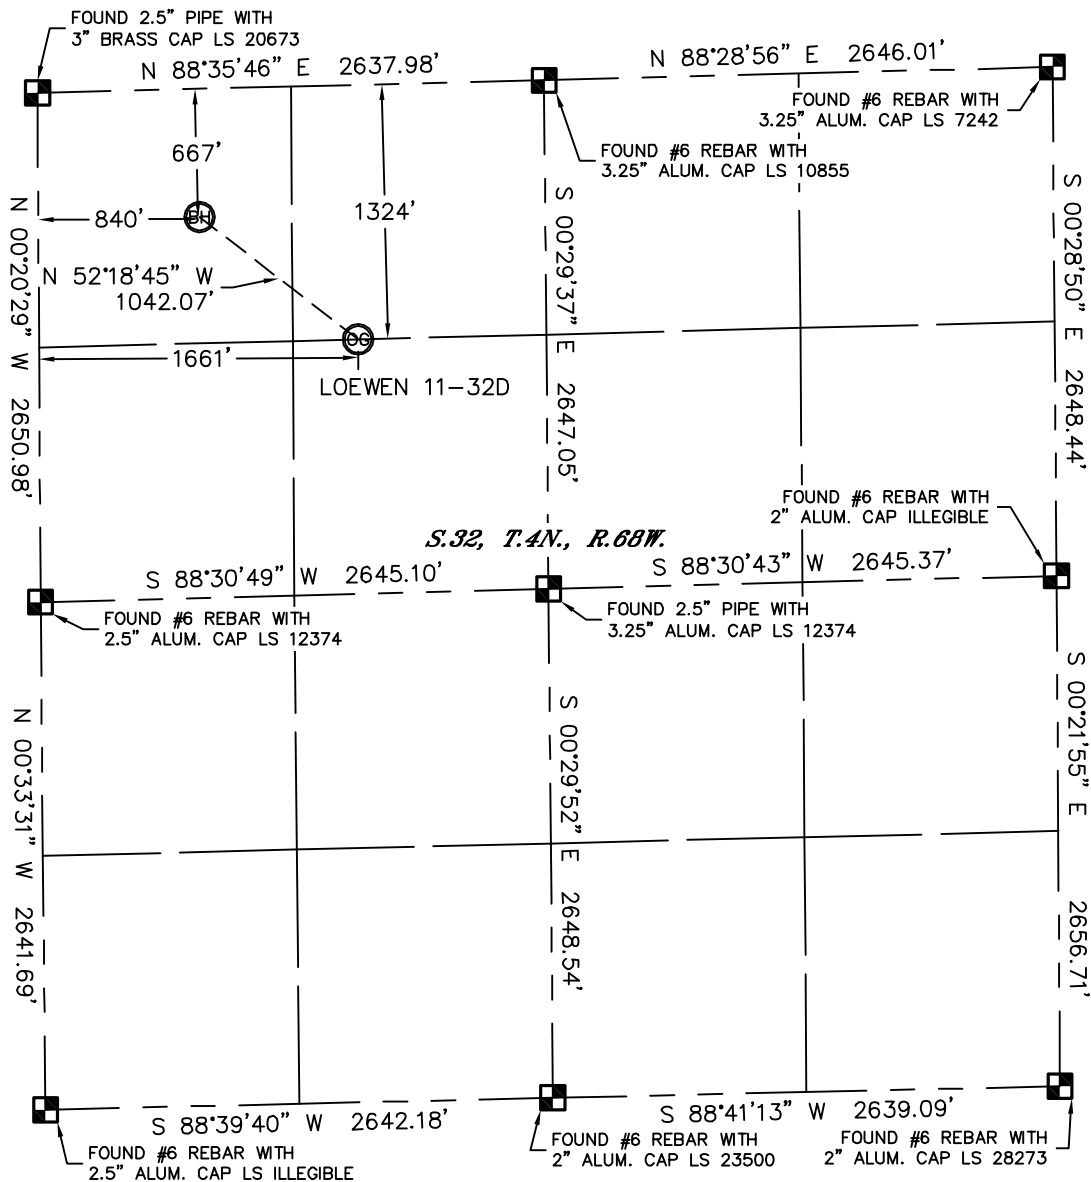 FOUND 2.5" PIPE WITH
3" BRASS CAP LS 20673
N 88°35'46" E 2637.98'
N 88°28'56" E 2646.01'
FOUND #6 REBAR WITH
3.25" ALUM. CAP LS 7242
FOUND #6 REBAR WITH
3.25" ALUM. CAP LS 10855
667'
840'
BH
1324'
N 52°18'45" W
1042.07'
OG
1661'
LOEWEN 11-32D
N 00°20'29" W 2650.98'
S 00°29'37" E 2647.05'
S 00°28'50" E 2648.44'
FOUND #6 REBAR WITH
2" ALUM. CAP ILLEGIBLE
S.32, T.4N., R.68W.
S 88°30'49" W 2645.10'
S 88°30'43" W 2645.37'
FOUND #6 REBAR WITH
2.5" ALUM. CAP LS 12374
FOUND 2.5" PIPE WITH
3.25" ALUM. CAP LS 12374
N 00°33'31" W 2641.69'
S 00°29'52" E 2648.54'
S 00°21'55" E 2656.71'
S 88°39'40" W 2642.18'
S 88°41'13" W 2639.09'
FOUND #6 REBAR WITH
2.5" ALUM. CAP LS ILLEGIBLE
FOUND #6 REBAR WITH
2" ALUM. CAP LS 23500
FOUND #6 REBAR WITH
2" ALUM. CAP LS 28273